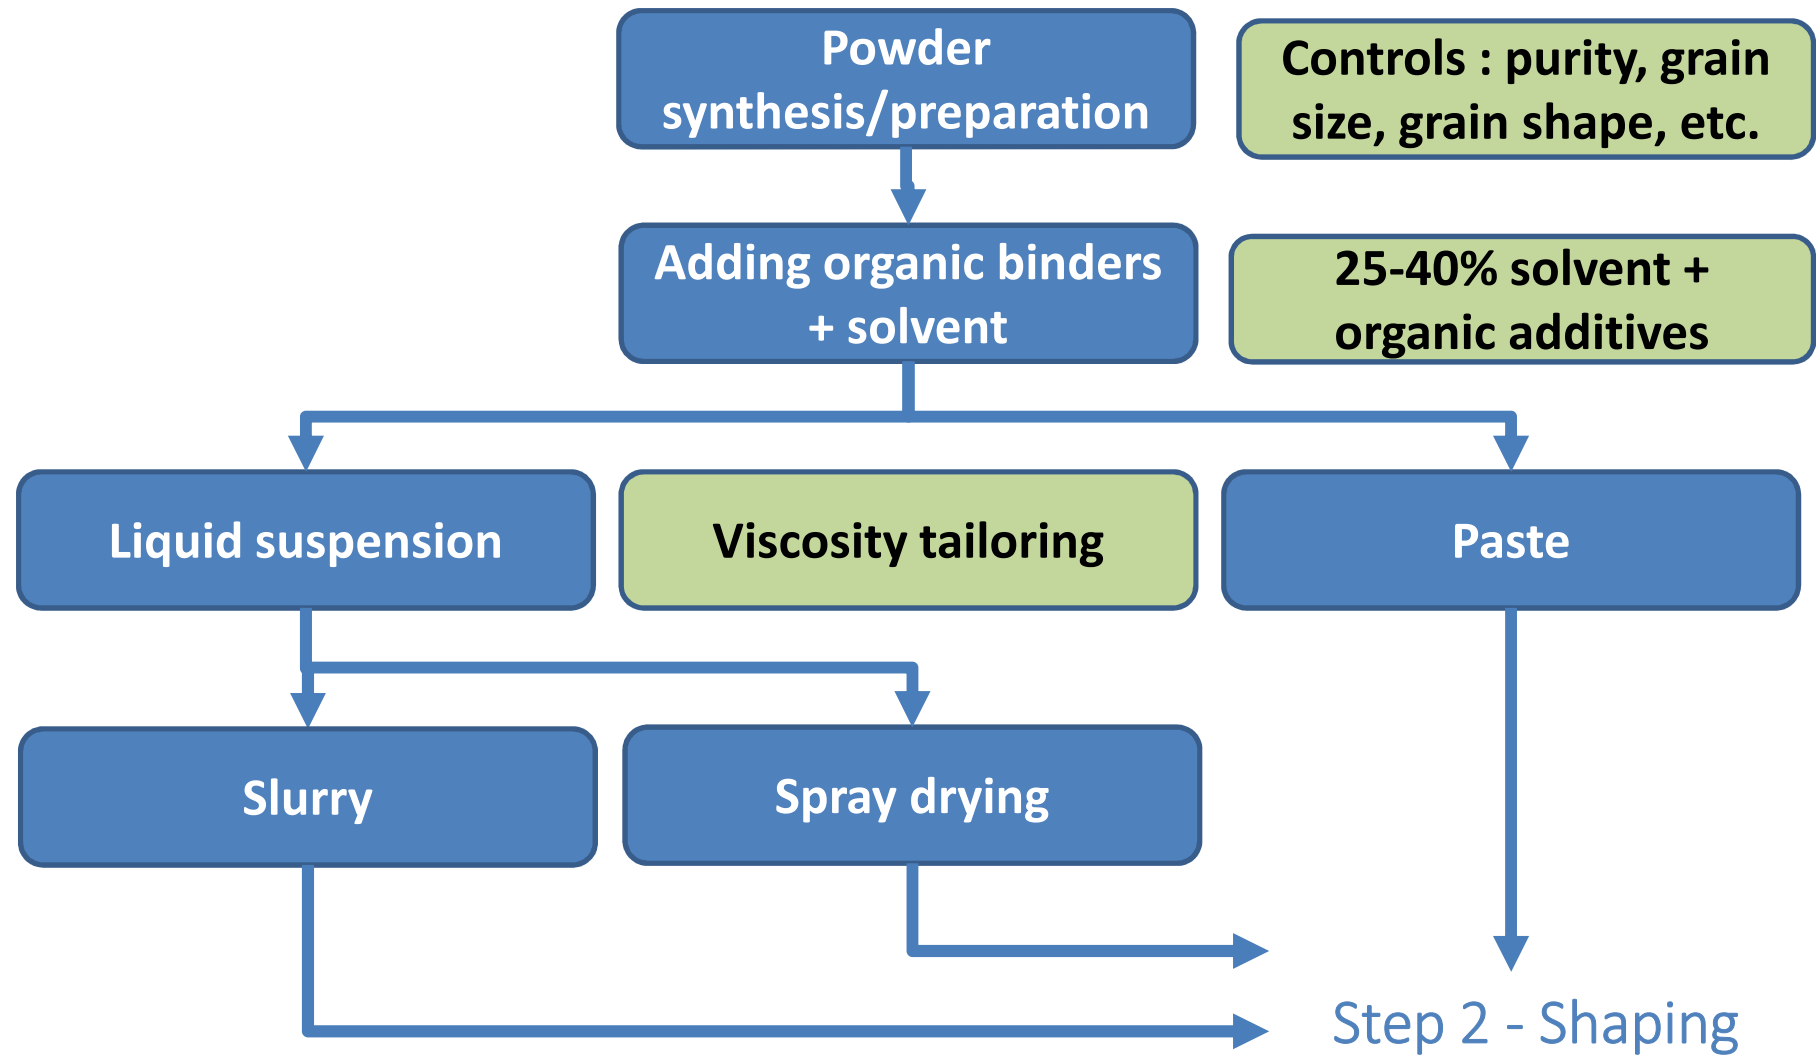 Powder
synthesis/preparation
Controls : purity, grain
size, grain shape, etc.
Adding organic binders
+ solvent
25-40% solvent +
organic additives
Liquid suspension
Viscosity tailoring
Paste
Slurry
Spray drying
Step 2 - Shaping